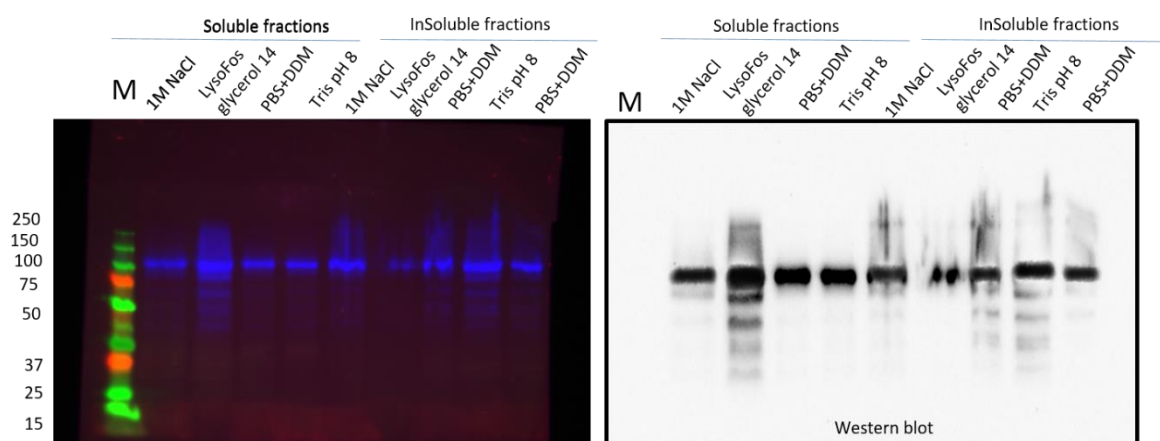 Soluble fractions
InSoluble fractions
M
1M NaCl
LysoFos
glycerol 14
PBS+DDM
Tris pH 8
1M NaCl
LysoFos
glycerol 14
PBS+DDM
Tris pH 8
PBS+DDM
250
150
100
75
50
37
25
15
Soluble fractions
InSoluble fractions
M
1M NaCl
LysoFos
glycerol 14
PBS+DDM
Tris pH 8
1M NaCl
LysoFos
glycerol 14
PBS+DDM
Tris pH 8
PBS+DDM
Western blot